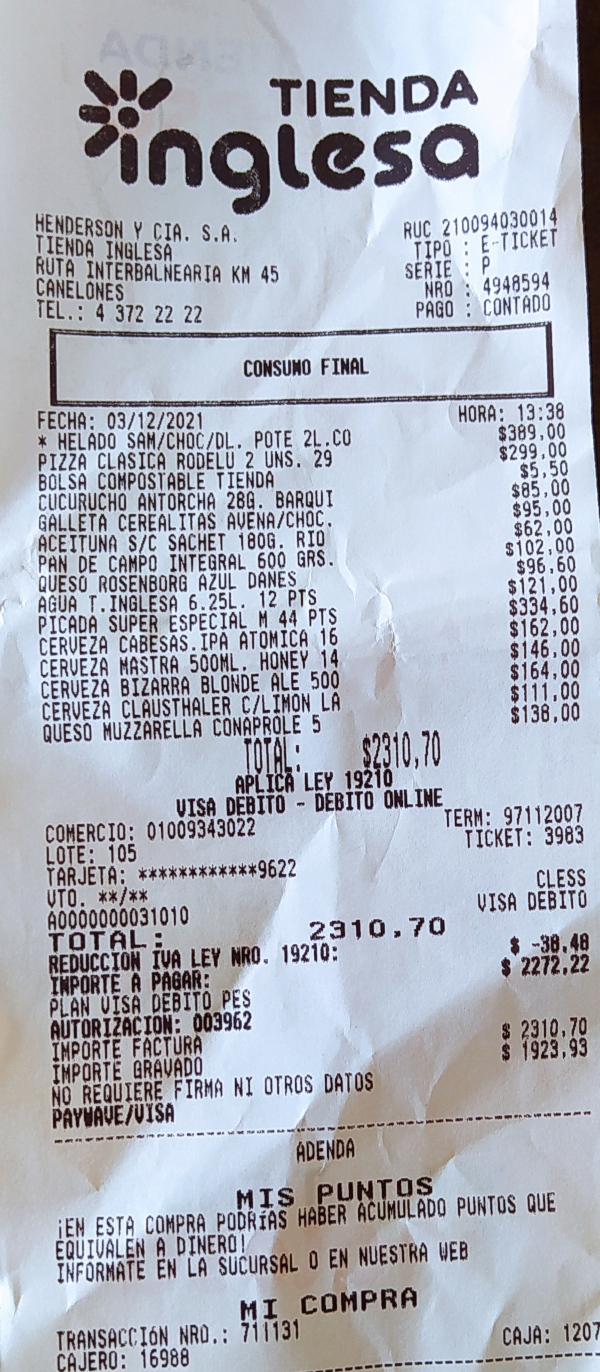 TIENDA
inglesa
HENDERSON Y CIA. S.A.
TIENDA INGLESA
RUTA INTERBALNEARIA KM 45
CANELONES
TEL.: 4 372 22 22
RUC 210094030014
TIPO : E-TICKET
SERIE : P
NRO : 4948594
PAGO : CONTADO
CONSUMO FINAL
FECHA: 03/12/2021 HORA: 13:38
* HELADO SAM/CHOC/DL. POTE 2L.CO $389,00
PIZZA CLASICA RODELU 2 UNS. 29 $299,00
BOLSA COMPOSTABLE TIENDA $5,50
CUCURUCHO ANTORCHA 28G. BARQUI $85,00
GALLETA CEREALITAS AVENA/CHOC. $95,00
ACEITUNA S/C SACHET 180G. RIO $62,00
PAN DE CAMPO INTEGRAL 600 GRS. $102,00
QUESO ROSENBORG AZUL DANES $96,60
AGUA T.INGLESA 6.25L. 12 PTS $121,00
PICADA SUPER ESPECIAL M 44 PTS $334,60
CERVEZA CABESAS.IPA ATOMICA 16 $162,00
CERVEZA MASTRA 500ML. HONEY 14 $146,00
CERVEZA BIZARRA BLONDE ALE 500 $164,00
CERVEZA CLAUSTHALER C/LIMON LA $111,00
QUESO MUZZARELLA CONAPROLE 5 $138,00
TOTAL: $2310,70
APLICA LEY 19210
VISA DEBITO - DEBITO ONLINE
COMERCIO: 01009343022 TERM: 97112007
LOTE: 105 TICKET: 3983
TARJETA: ************9622
VTO. **/** CLESS
A0000000031010 VISA DEBITO
TOTAL: 2310.70
REDUCCION IVA LEY NRO. 19210: $ -38,48
IMPORTE A PAGAR: $ 2272,22
PLAN VISA DEBITO PES
AUTORIZACION: 003962
IMPORTE FACTURA $ 2310,70
IMPORTE GRAVADO $ 1923,93
NO REQUIERE FIRMA NI OTROS DATOS
PAYWAVE/VISA
ADENDA
MIS PUNTOS
¡EN ESTA COMPRA PODRÍAS HABER ACUMULADO PUNTOS QUE
EQUIVALEN A DINERO!
INFORMATE EN LA SUCURSAL O EN NUESTRA WEB
MI COMPRA
TRANSACCIÓN NRO.: 711131 CAJA: 1207
CAJERO: 16988